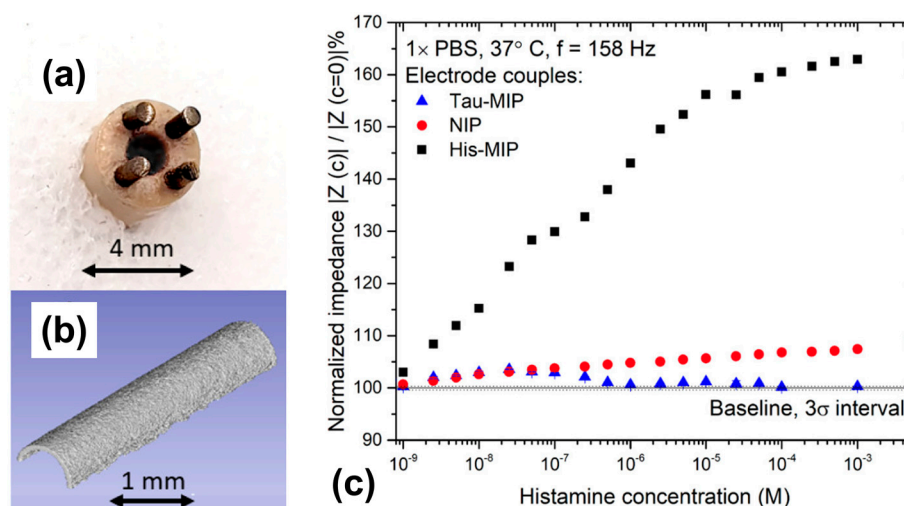 (a)
4 mm
(b)
1 mm
(c)
Normalized impedance |Z (c)| / |Z (c=0)|%
170
160
150
140
130
120
110
100
90
1× PBS, 37° C, f = 158 Hz
Electrode couples:
Tau-MIP
NIP
His-MIP
Baseline, 3σ interval
10⁻⁹ 10⁻⁸ 10⁻⁷ 10⁻⁶ 10⁻⁵ 10⁻⁴ 10⁻³
Histamine concentration (M)